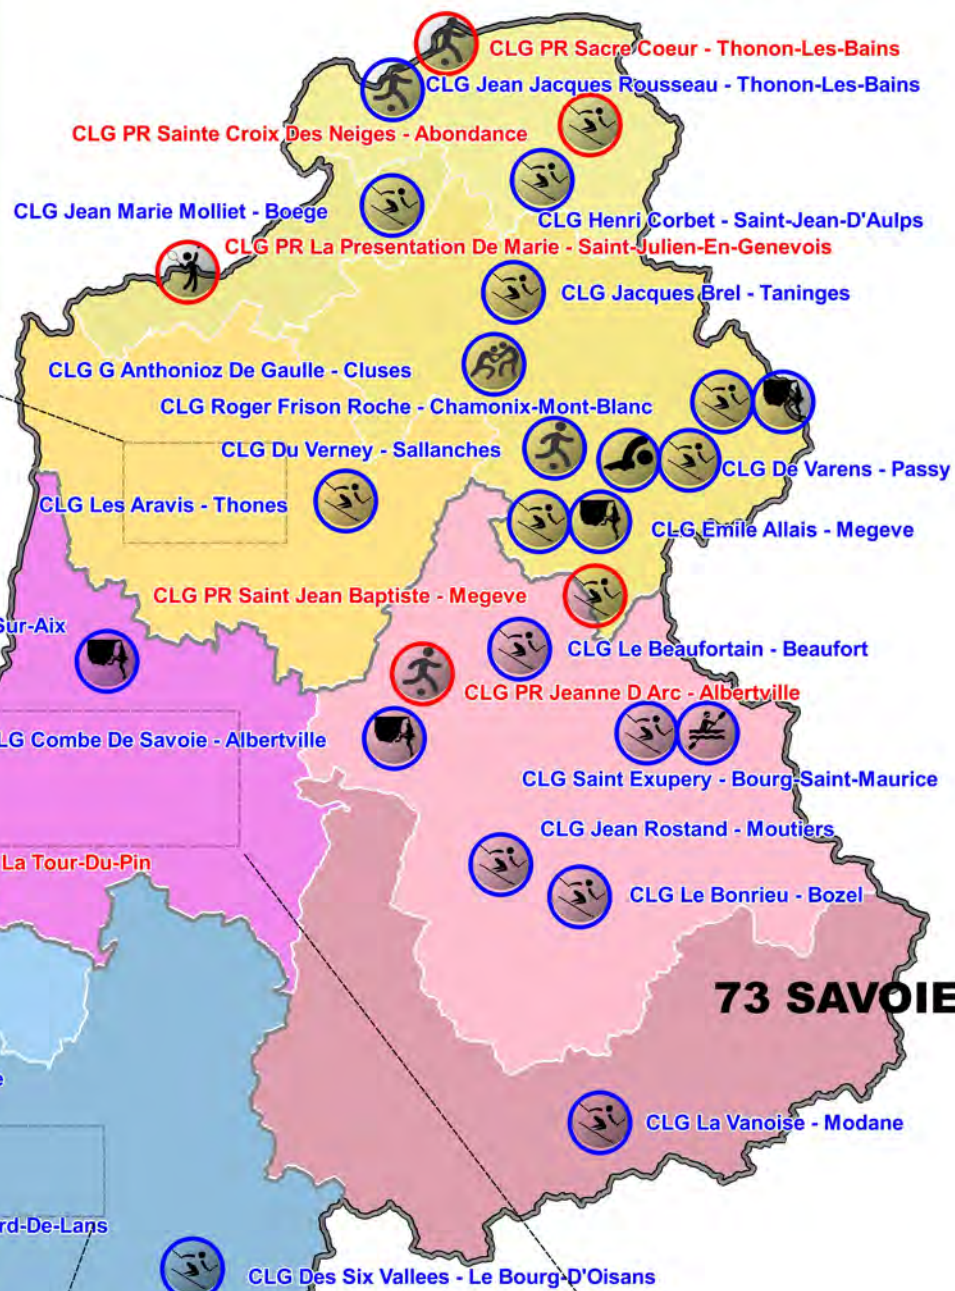 CLG PR Sacre Coeur - Thonon-Les-Bains
CLG Jean Jacques Rousseau - Thonon-Les-Bains
CLG PR Sainte Croix Des Neiges - Abondance
CLG Jean Marie Molliet - Boege
CLG Henri Corbet - Saint-Jean-D'Aulps
CLG PR La Presentation De Marie - Saint-Julien-En-Genevois
CLG Jacques Brel - Taninges
CLG G Anthonioz De Gaulle - Cluses
CLG Roger Frison Roche - Chamonix-Mont-Blanc
CLG Du Verney - Sallanches
CLG De Varens - Passy
CLG Les Aravis - Thones
CLG Emile Allais - Megeve
CLG PR Saint Jean Baptiste - Megeve
Sur-Aix
CLG Le Beaufortain - Beaufort
CLG PR Jeanne D Arc - Albertville
LG Combe De Savoie - Albertville
CLG Saint Exupery - Bourg-Saint-Maurice
CLG Jean Rostand - Moutiers
La Tour-Du-Pin
CLG Le Bonrieu - Bozel
73 SAVOIE
e
CLG La Vanoise - Modane
rd-De-Lans
CLG Des Six Vallees - Le Bourg-D'Oisans